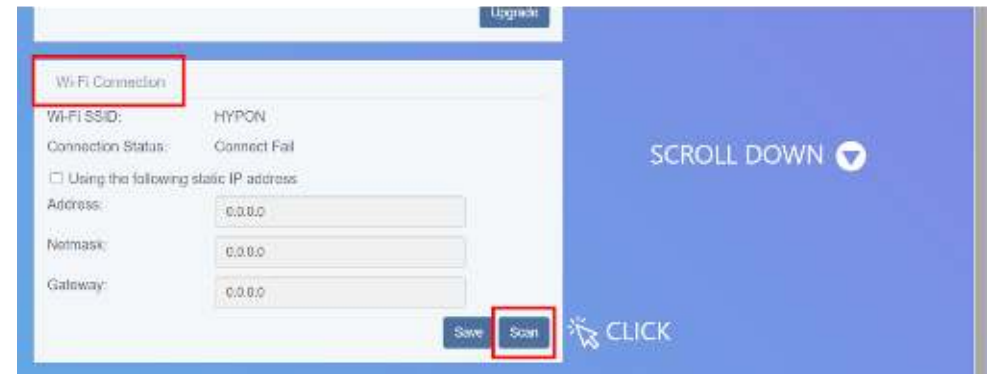 Upgrade
Wi-Fi Connection
Wi-Fi SSID: HYPON
Connection Status: Connect Fail
Using the following static IP address
Address: 0.0.0.0
Netmask: 0.0.0.0
Gateway: 0.0.0.0
Save Scan
SCROLL DOWN
CLICK